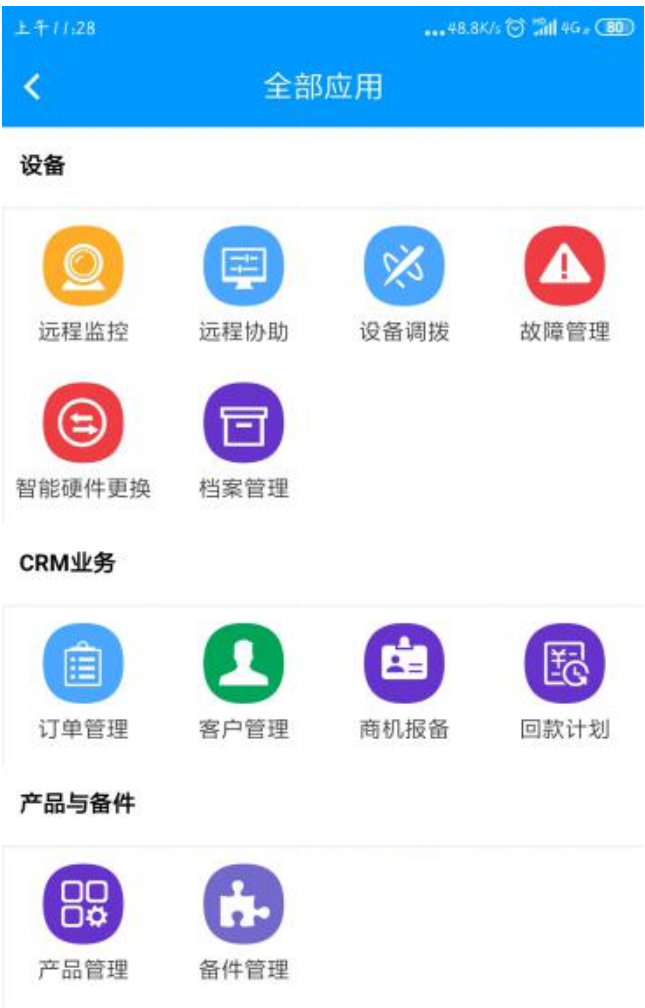 上午11:28 ...48.8K/s HD 4G 80
全部应用
设备
远程监控 远程协助 设备调拨 故障管理
智能硬件更换 档案管理
CRM业务
订单管理 客户管理 商机报备 回款计划
产品与备件
产品管理 备件管理